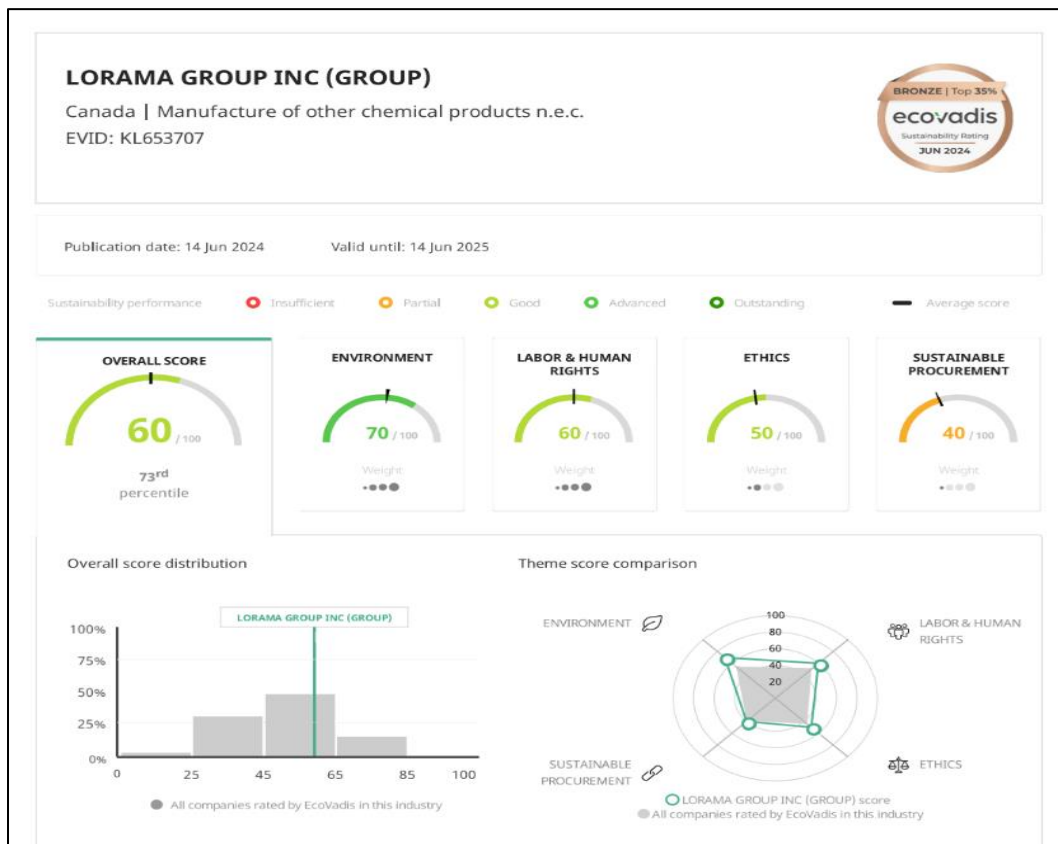 LORAMA GROUP INC (GROUP)
Canada | Manufacture of other chemical products n.e.c.
EVID: KL653707
BRONZE | Top 35%
ecovadis
Sustainability Rating
JUN 2024
Publication date: 14 Jun 2024 Valid until: 14 Jun 2025
Sustainability performance Insufficient Partial Good Advanced Outstanding Average score
OVERALL SCORE
60 / 100
73rd
percentile
ENVIRONMENT
70 / 100
Weight
LABOR & HUMAN
RIGHTS
60 / 100
Weight
ETHICS
50 / 100
Weight
SUSTAINABLE
PROCUREMENT
40 / 100
Weight
Overall score distribution
LORAMA GROUP INC (GROUP)
100%
75%
50%
25%
0%
0 25 45 65 85 100
All companies rated by EcoVadis in this industry
Theme score comparison
ENVIRONMENT
LABOR & HUMAN
RIGHTS
100
80
60
40
20
SUSTAINABLE
PROCUREMENT
ETHICS
LORAMA GROUP INC (GROUP) score
All companies rated by EcoVadis in this industry